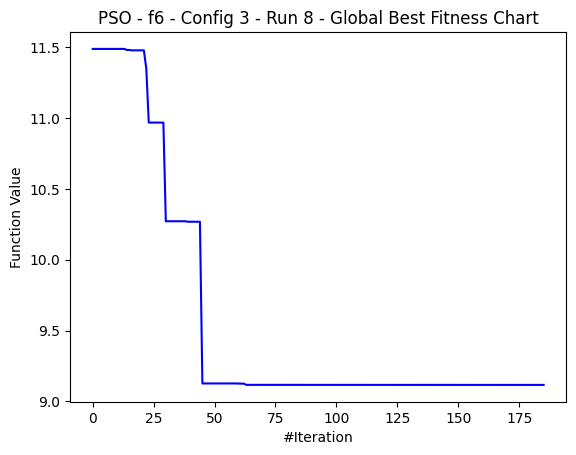 PSO - f6 - Config 3 - Run 8 - Global Best Fitness Chart
11.5
11.0
10.5
10.0
9.5
9.0
Function Value
0 25 50 75 100 125 150 175
#Iteration